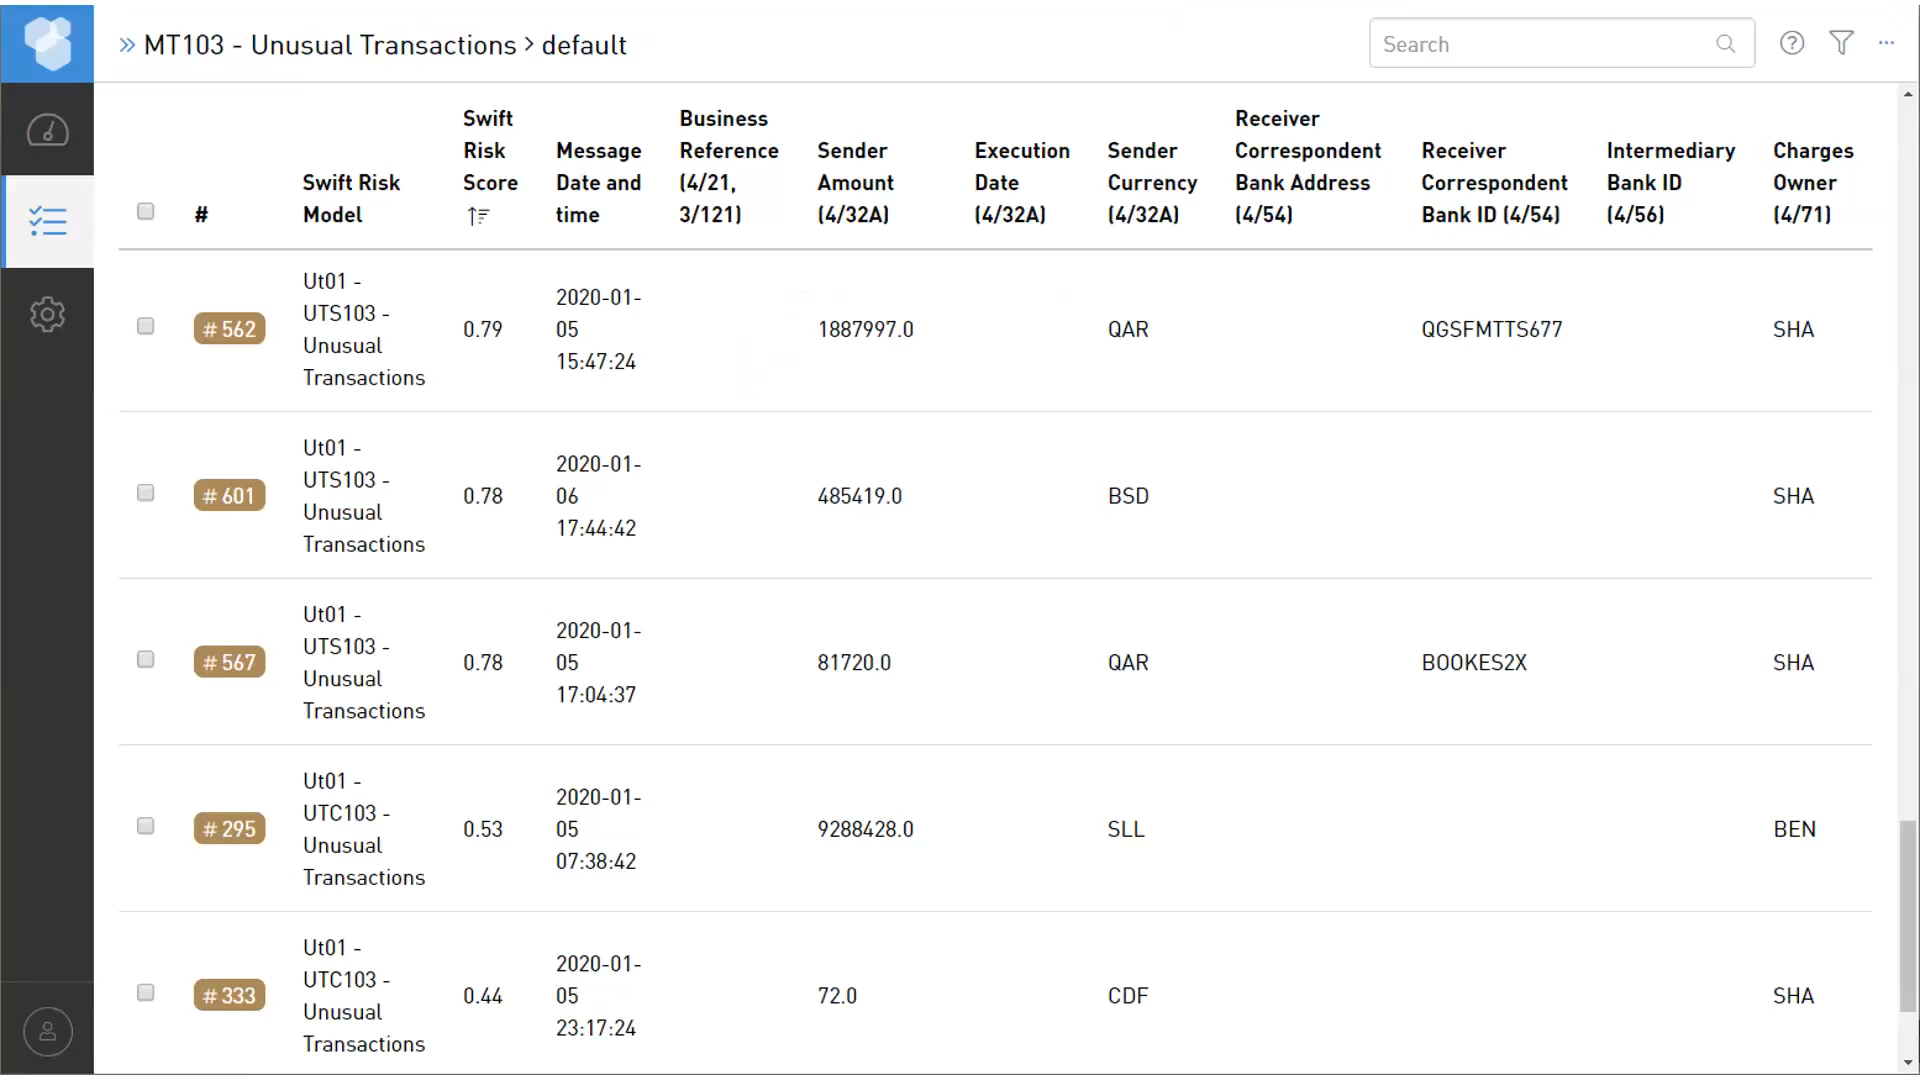 MT103 - Unusual Transactions > default
Search
#
Swift Risk
Model
Swift
Risk
Score
Message
Date and
time
Business
Reference
(4/21,
3/121)
Sender
Amount
(4/32A)
Execution
Date
(4/32A)
Sender
Currency
(4/32A)
Receiver
Correspondent
Bank Address
(4/54)
Receiver
Correspondent
Bank ID (4/54)
Intermediary
Bank ID
(4/56)
Charges
Owner
(4/71)
# 562
Ut01 -
UTS103 -
Unusual
Transactions
0.79
2020-01-
05
15:47:24
1887997.0
QAR
QGSFMTTS677
SHA
# 601
Ut01 -
UTS103 -
Unusual
Transactions
0.78
2020-01-
06
17:44:42
485419.0
BSD
SHA
# 567
Ut01 -
UTS103 -
Unusual
Transactions
0.78
2020-01-
05
17:04:37
81720.0
QAR
BOOKES2X
SHA
# 295
Ut01 -
UTC103 -
Unusual
Transactions
0.53
2020-01-
05
07:38:42
9288428.0
SLL
BEN
# 333
Ut01 -
UTC103 -
Unusual
Transactions
0.44
2020-01-
05
23:17:24
72.0
CDF
SHA